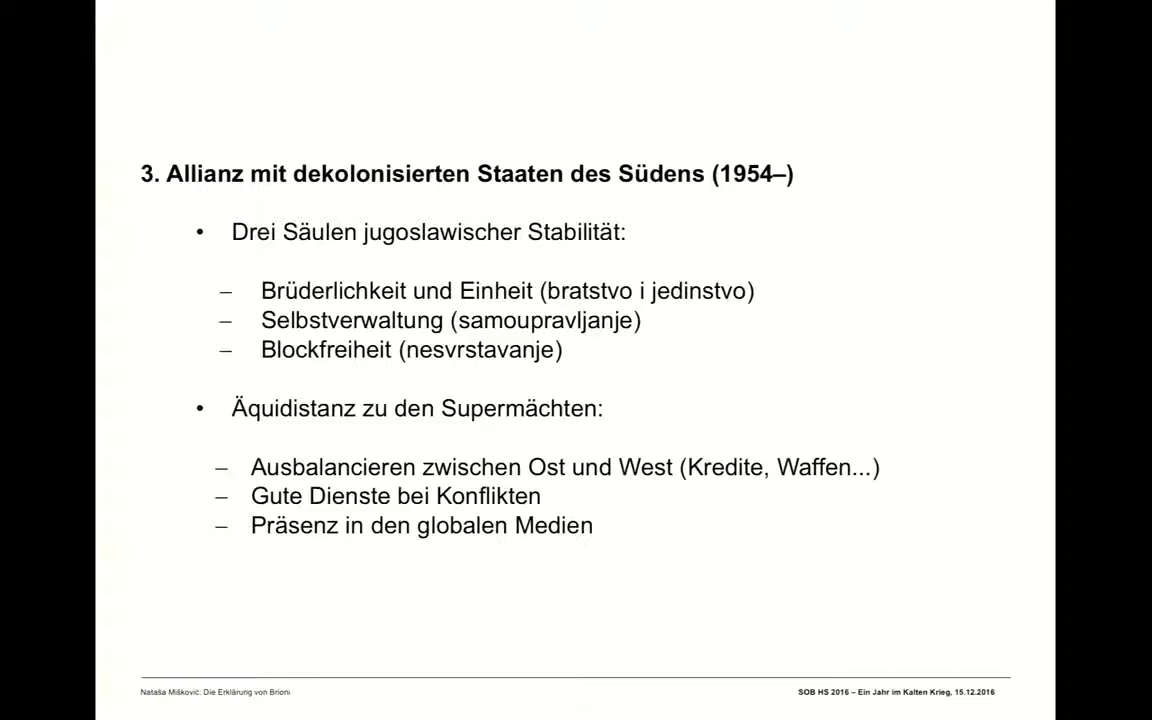 3. Allianz mit dekolonisierten Staaten des Südens (1954–)
• Drei Säulen jugoslawischer Stabilität:
– Brüderlichkeit und Einheit (bratstvo i jedinstvo)
– Selbstverwaltung (samoupravljanje)
– Blockfreiheit (nesvrstavanje)
• Äquidistanz zu den Supermächten:
– Ausbalancieren zwischen Ost und West (Kredite, Waffen...)
– Gute Dienste bei Konflikten
– Präsenz in den globalen Medien
Nataša Mišković: Die Erklärung von Brioni
SOB HS 2016 – Ein Jahr im Kalten Krieg, 15.12.2016